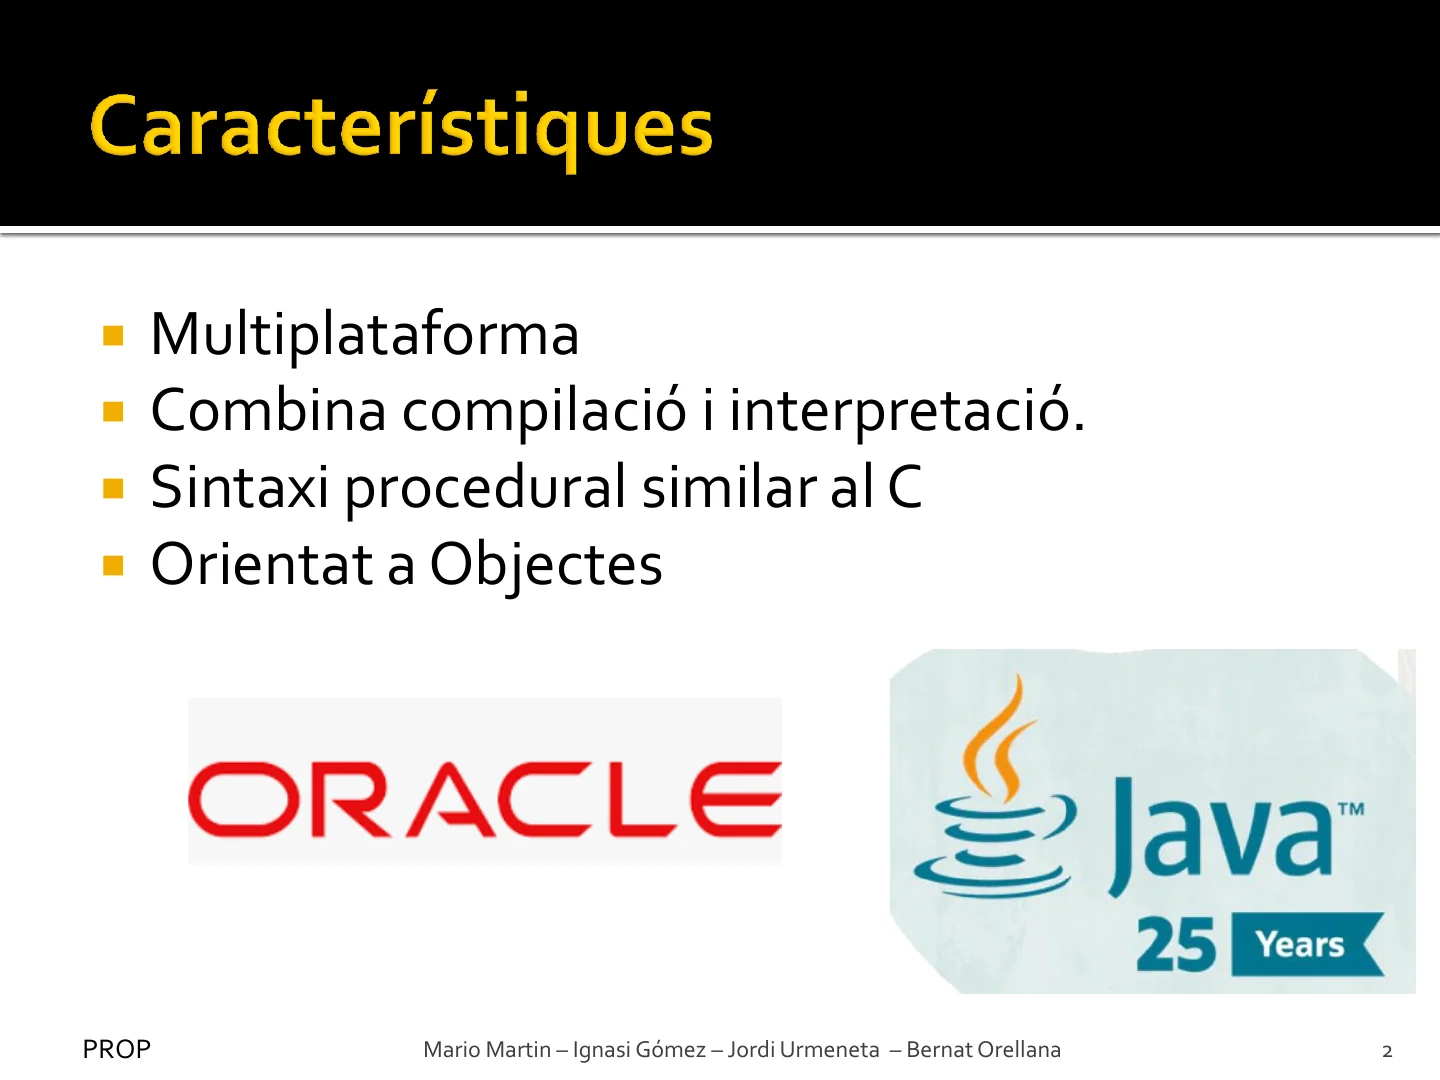 Característiques
Multiplataforma
Combina compilació i interpretació.
Sintaxi procedural similar al C
Orientat a Objectes
ORACLE
Java™
25 Years
PROP
Mario Martin – Ignasi Gómez – Jordi Urmeneta – Bernat Orellana
2